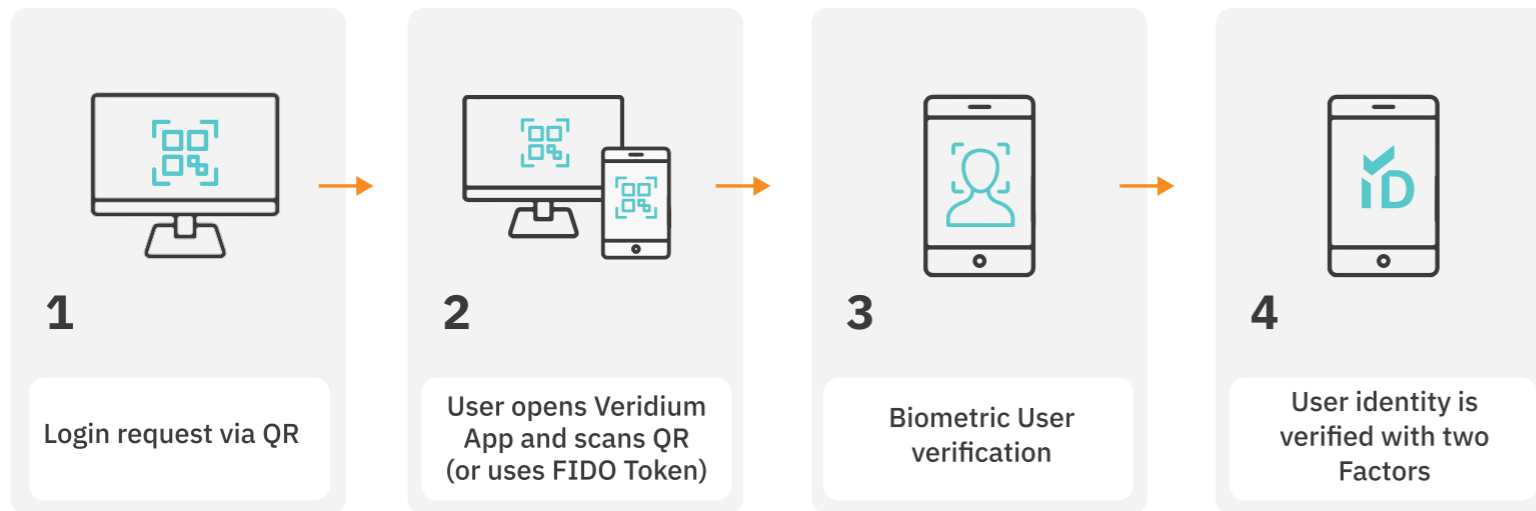 1
Login request via QR
2
User opens Veridium
App and scans QR
(or uses FIDO Token)
3
Biometric User
verification
iD
4
User identity is
verified with two
Factors